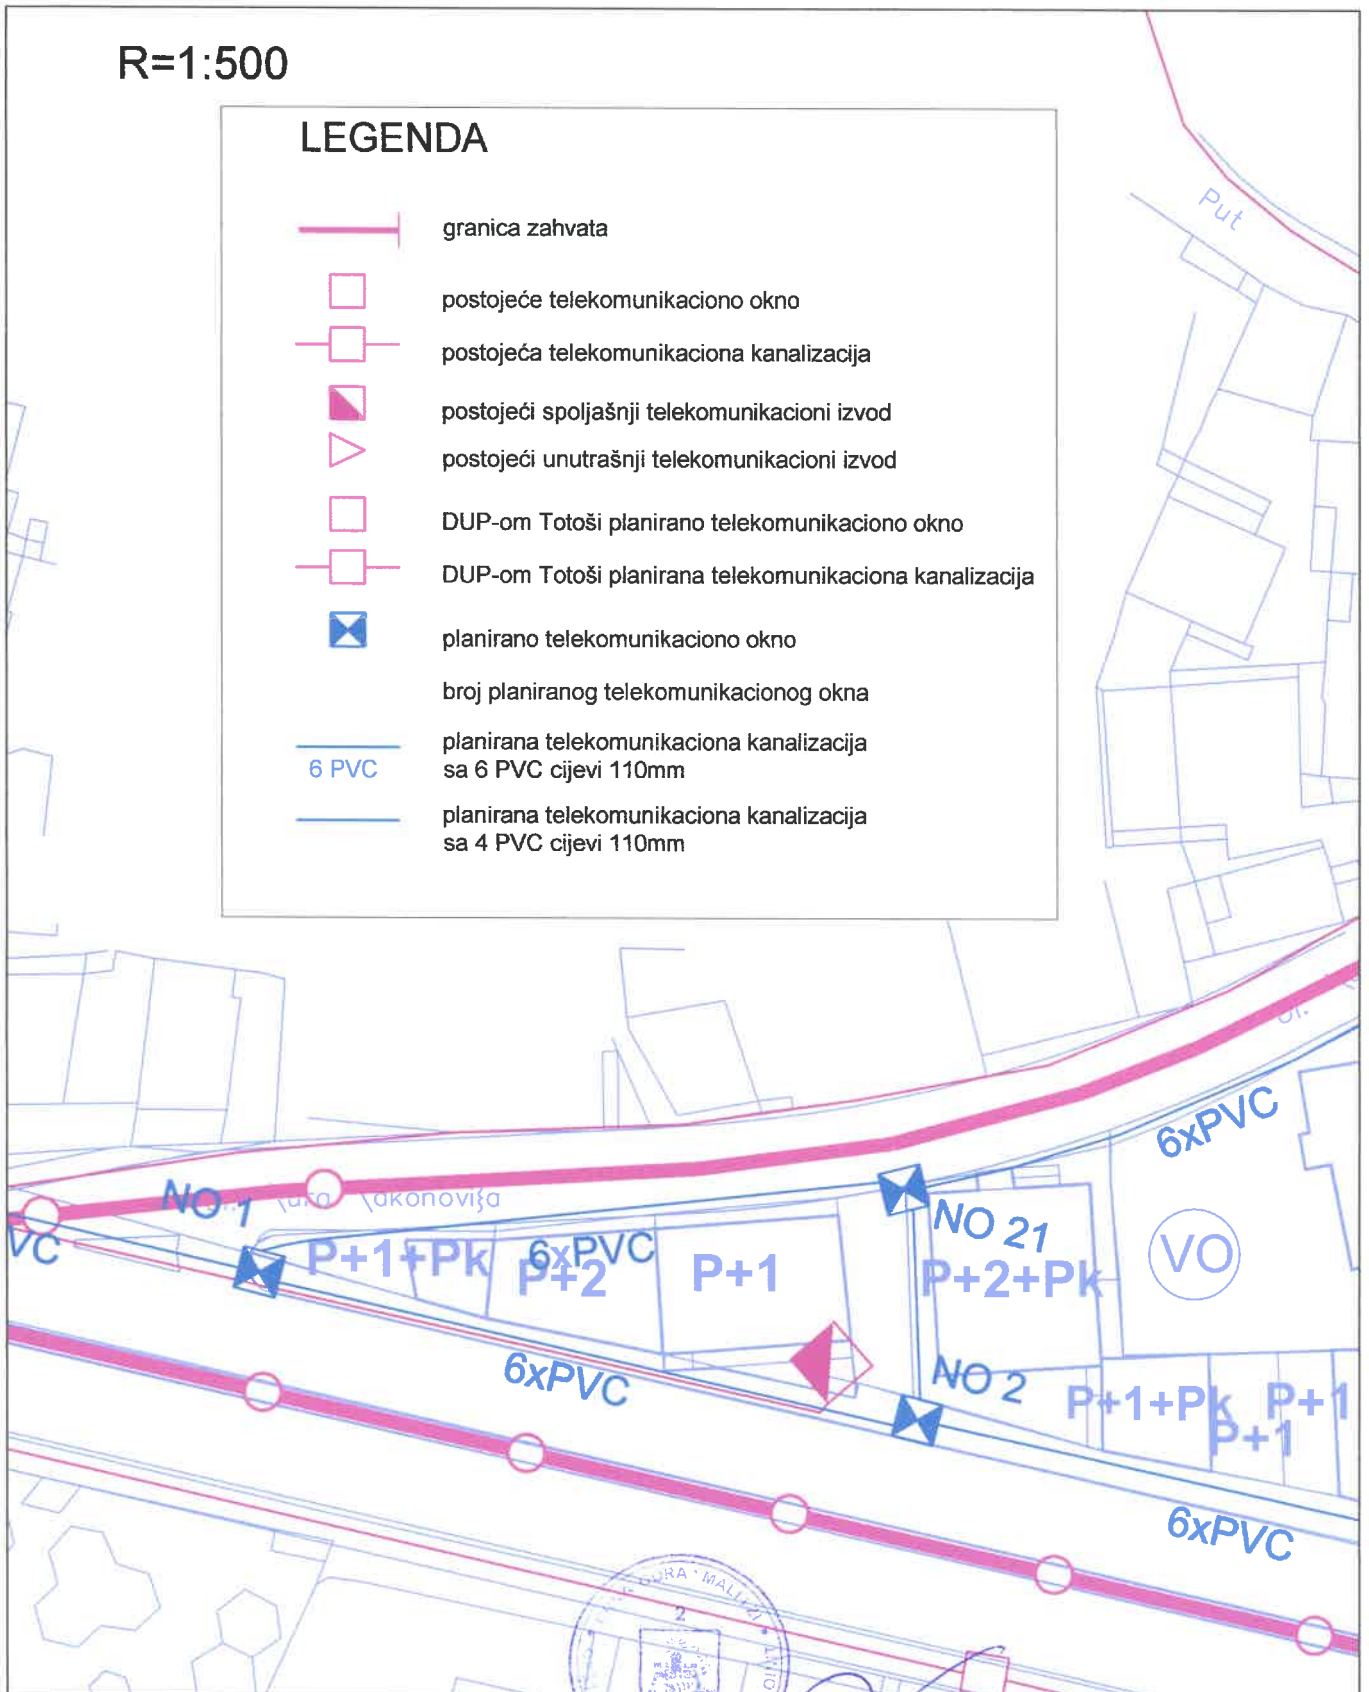 R=1:500
LEGENDA
granica zahvata
postojeće telekomunikaciono okno
postojeća telekomunikaciona kanalizacija
postojeći spoljašnji telekomunikacioni izvod
postojeći unutrašnji telekomunikacioni izvod
DUP-om Totoši planirano telekomunikaciono okno
DUP-om Totoši planirana telekomunikaciona kanalizacija
planirano telekomunikaciono okno
broj planiranog telekomunikacionog okna
planirana telekomunikaciona kanalizacija
6 PVC
sa 6 PVC cijevi 110mm
planirana telekomunikaciona kanalizacija
sa 4 PVC cijevi 110mm
Put
6xPVC
NO 1
NO 21
VC
P+1+Pk
6xPVC
P+2
P+1
P+2+Pk
VO
6xPVC
NO 2
P+1+Pk
P+1
P+1
6xPVC
GORA
2